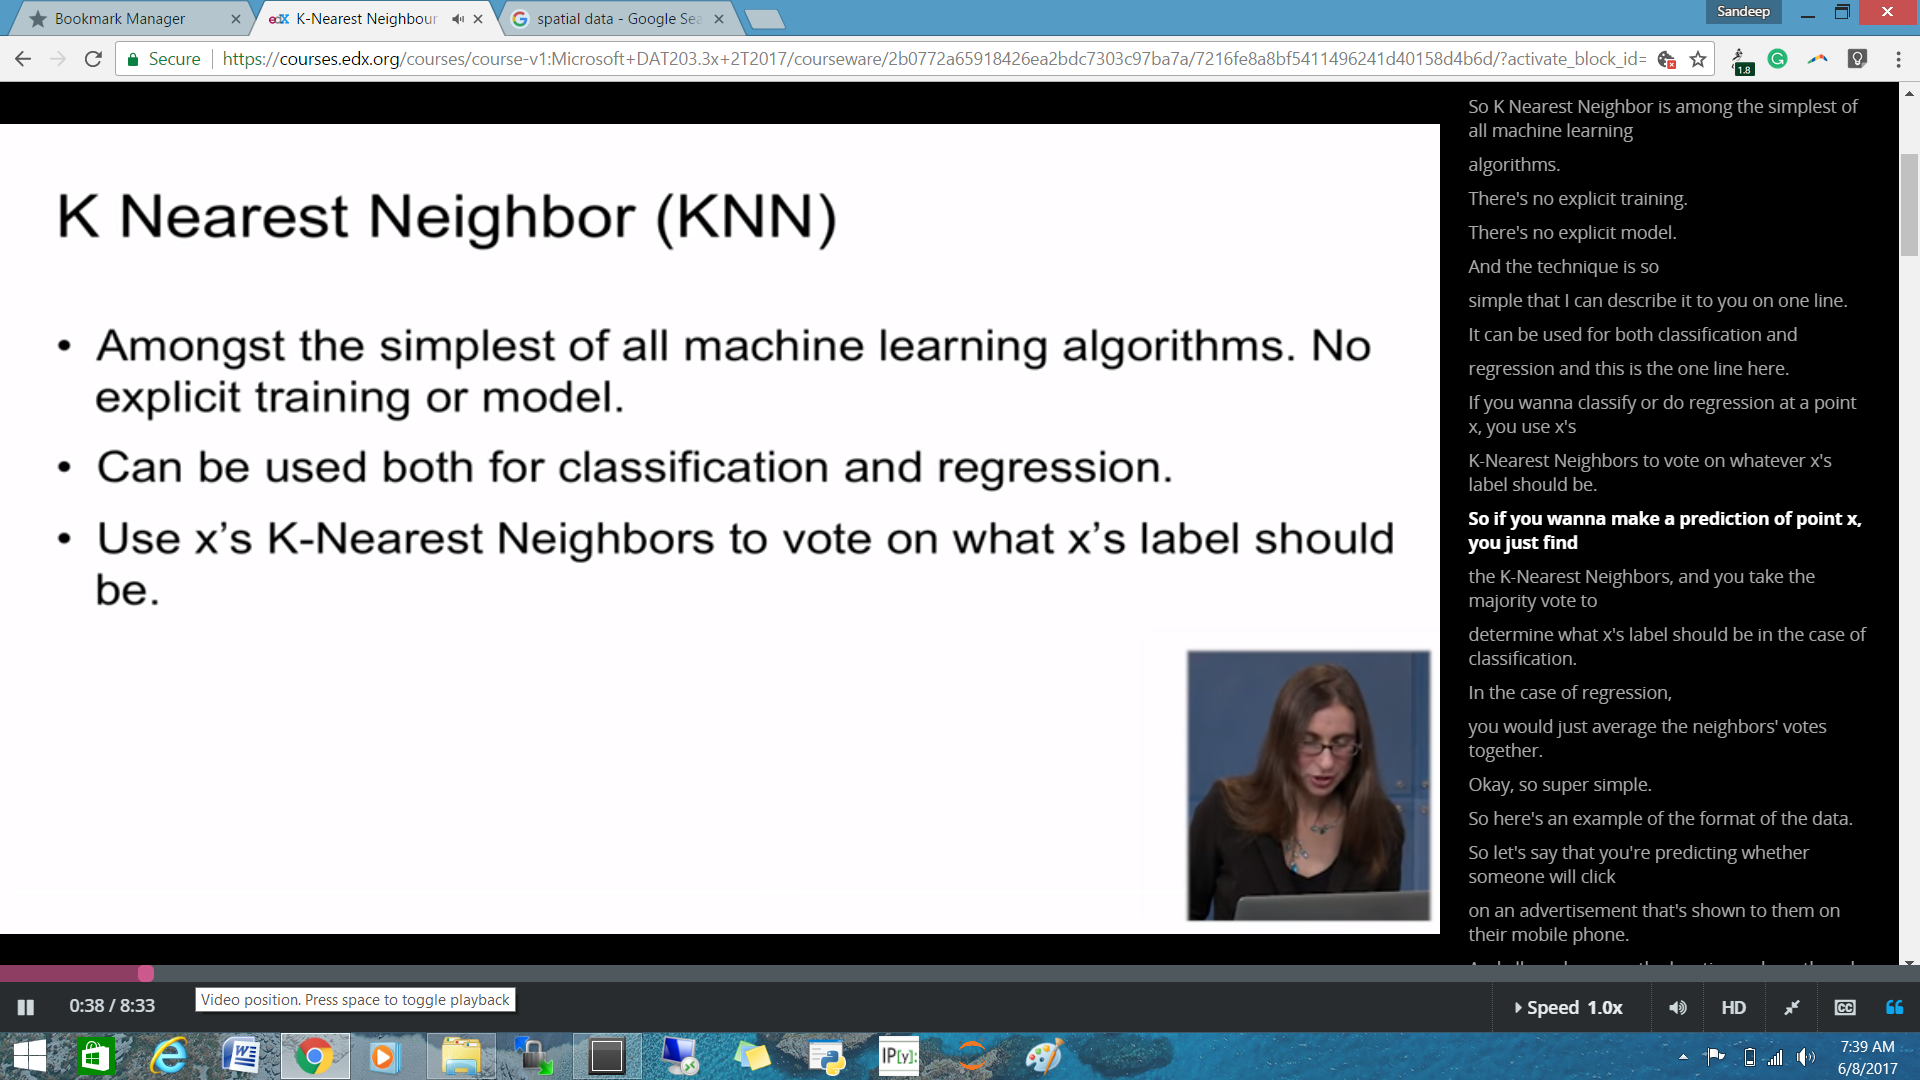 Bookmark Manager
edX K-Nearest Neighbour
spatial data - Google Sea
Sandeep
Secure
https://courses.edx.org/courses/course-v1:Microsoft+DAT203.3x+2T2017/courseware/2b0772a65918426ea2bdc7303c97ba7a/7216fe8a8bf5411496241d40158d4b6d/?activate_block_id=
1.8
K Nearest Neighbor (KNN)
• Amongst the simplest of all machine learning algorithms. No
explicit training or model.
• Can be used both for classification and regression.
• Use x’s K-Nearest Neighbors to vote on what x’s label should
be.
So K Nearest Neighbor is among the simplest of
all machine learning
algorithms.
There's no explicit training.
There's no explicit model.
And the technique is so
simple that I can describe it to you on one line.
It can be used for both classification and
regression and this is the one line here.
If you wanna classify or do regression at a point
x, you use x's
K-Nearest Neighbors to vote on whatever x's
label should be.
So if you wanna make a prediction of point x,
you just find
the K-Nearest Neighbors, and you take the
majority vote to
determine what x's label should be in the case of
classification.
In the case of regression,
you would just average the neighbors' votes
together.
Okay, so super simple.
So here's an example of the format of the data.
So let's say that you're predicting whether
someone will click
on an advertisement that's shown to them on
their mobile phone.
0:38 / 8:33
Video position. Press space to toggle playback
Speed 1.0x
HD
CC
IP[y]:
7:39 AM
6/8/2017